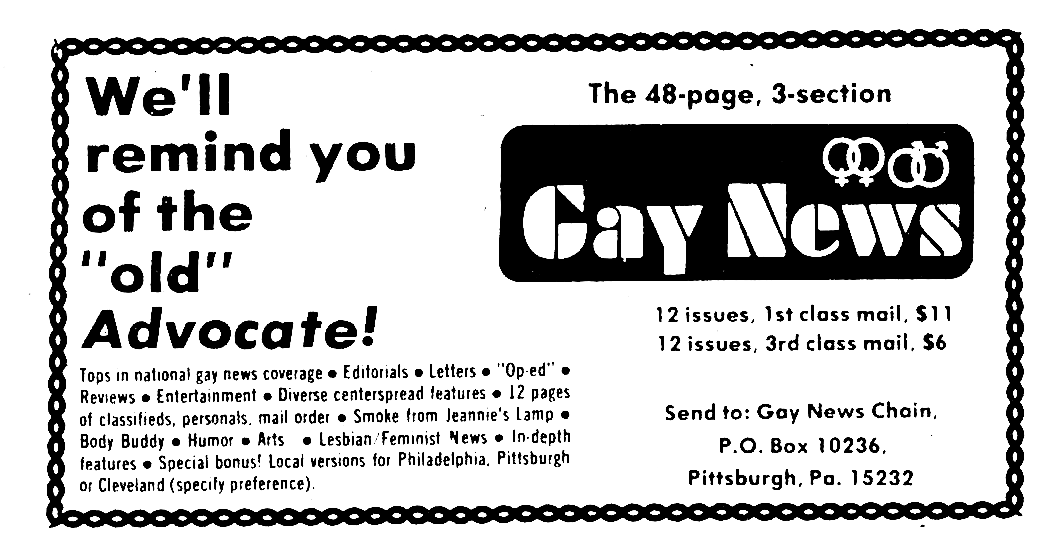 We'll
remind you
of the
"old"
Advocate!
Tops in national gay news coverage • Editorials • Letters • "Op-ed" •
Reviews • Entertainment • Diverse centerspread features • 12 pages
of classifieds, personals, mail order • Smoke from Jeannie's Lamp •
Body Buddy • Humor • Arts • Lesbian/Feminist News • In-depth
features • Special bonus! Local versions for Philadelphia, Pittsburgh
or Cleveland (specify preference).
The 48-page, 3-section
Gay News
12 issues, 1st class mail, $11
12 issues, 3rd class mail, $6
Send to: Gay News Chain,
P.O. Box 10236,
Pittsburgh, Pa. 15232